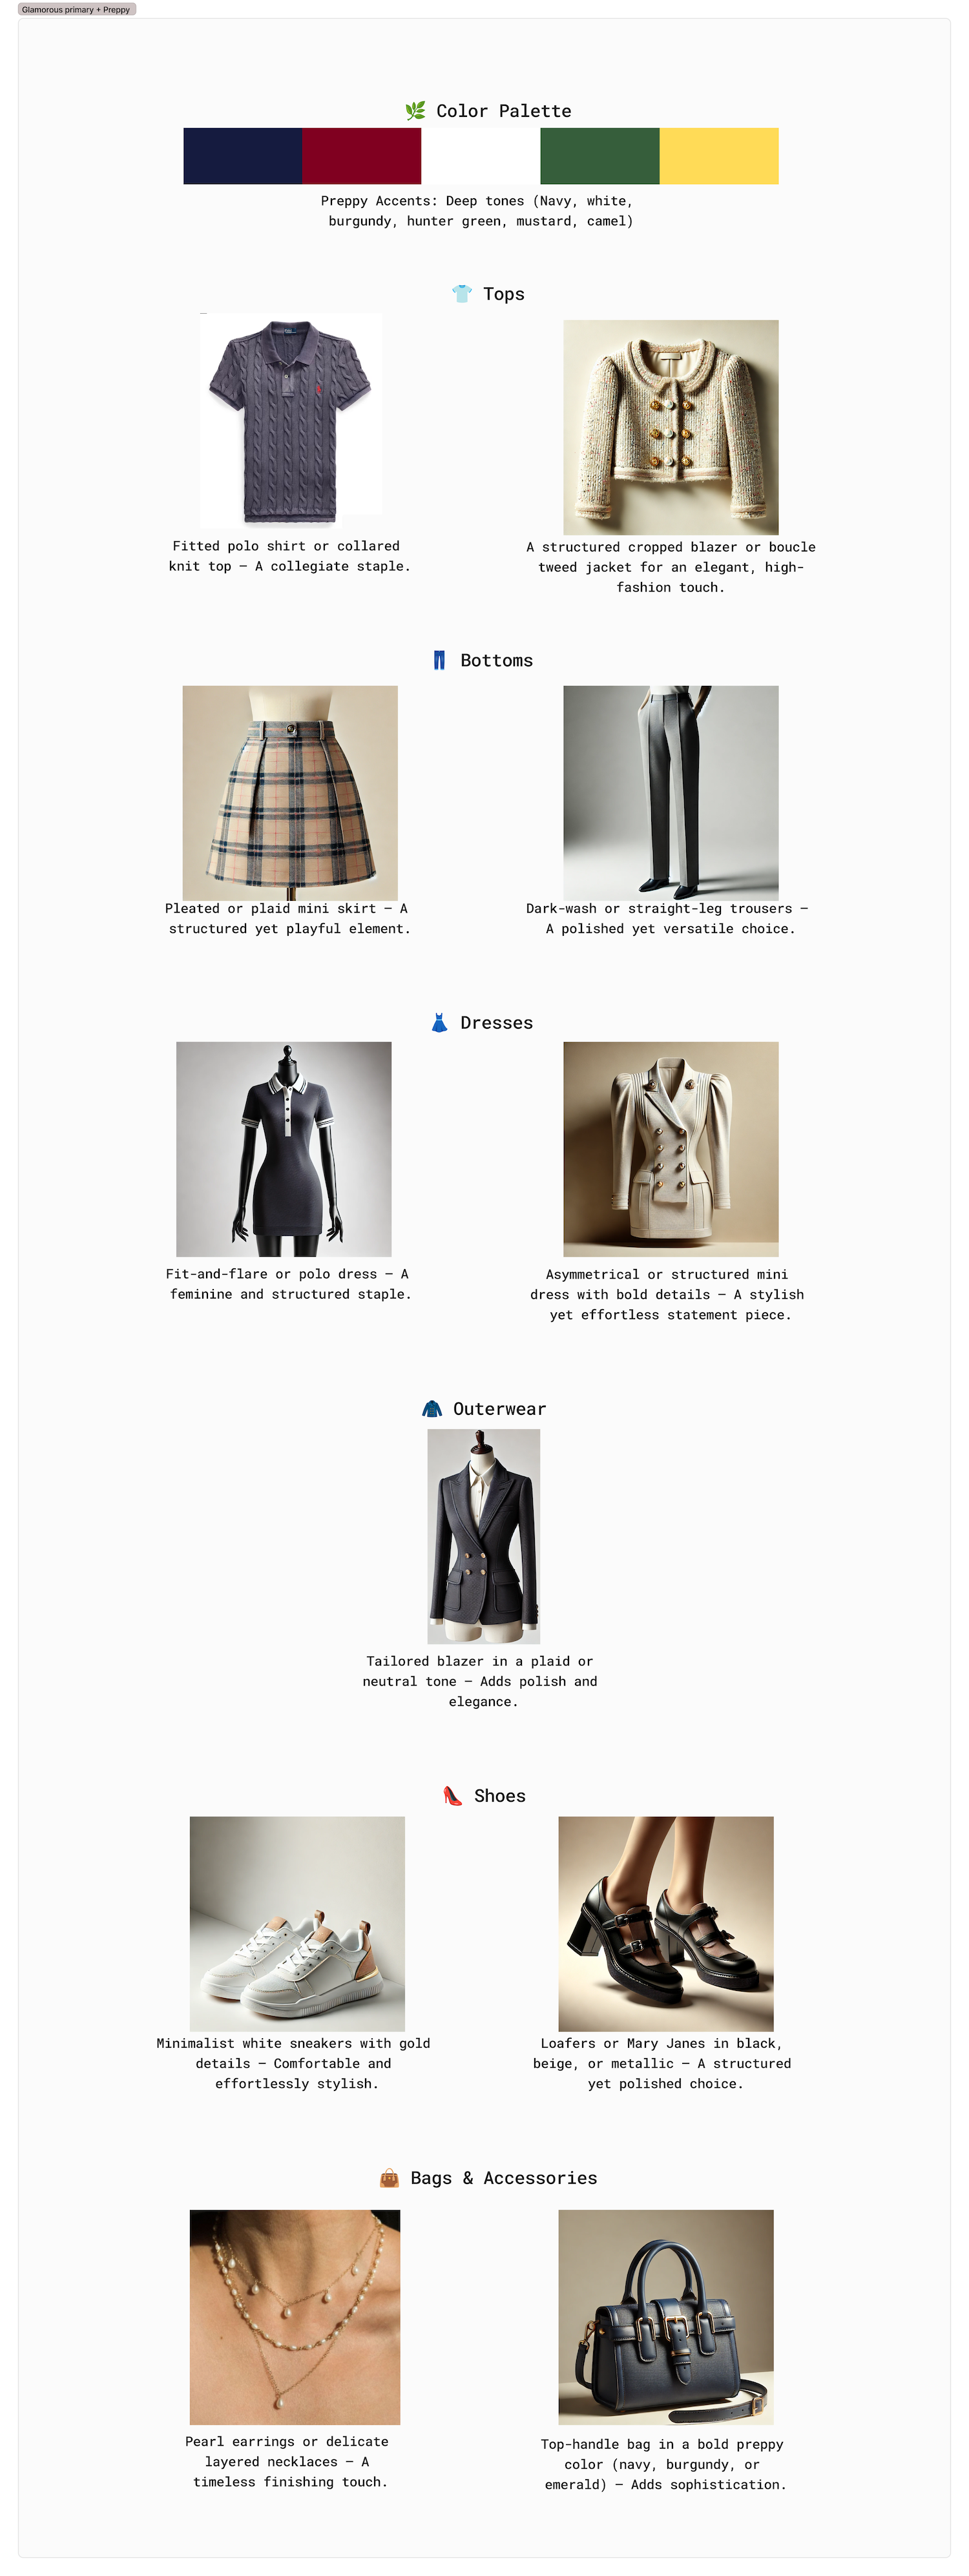 Glamorous primary + Preppy
Color Palette
Preppy Accents: Deep tones (Navy, white,
burgundy, hunter green, mustard, camel)
Tops
Fitted polo shirt or collared
knit top – A collegiate staple.
A structured cropped blazer or boucle
tweed jacket for an elegant, high-
fashion touch.
Bottoms
Pleated or plaid mini skirt – A
structured yet playful element.
Dark-wash or straight-leg trousers –
A polished yet versatile choice.
Dresses
Fit-and-flare or polo dress – A
feminine and structured staple.
Asymmetrical or structured mini
dress with bold details – A stylish
yet effortless statement piece.
Outerwear
Tailored blazer in a plaid or
neutral tone – Adds polish and
elegance.
Shoes
Minimalist white sneakers with gold
details – Comfortable and
effortlessly stylish.
Loafers or Mary Janes in black,
beige, or metallic – A structured
yet polished choice.
Bags & Accessories
Pearl earrings or delicate
layered necklaces – A
timeless finishing touch.
Top-handle bag in a bold preppy
color (navy, burgundy, or
emerald) – Adds sophistication.